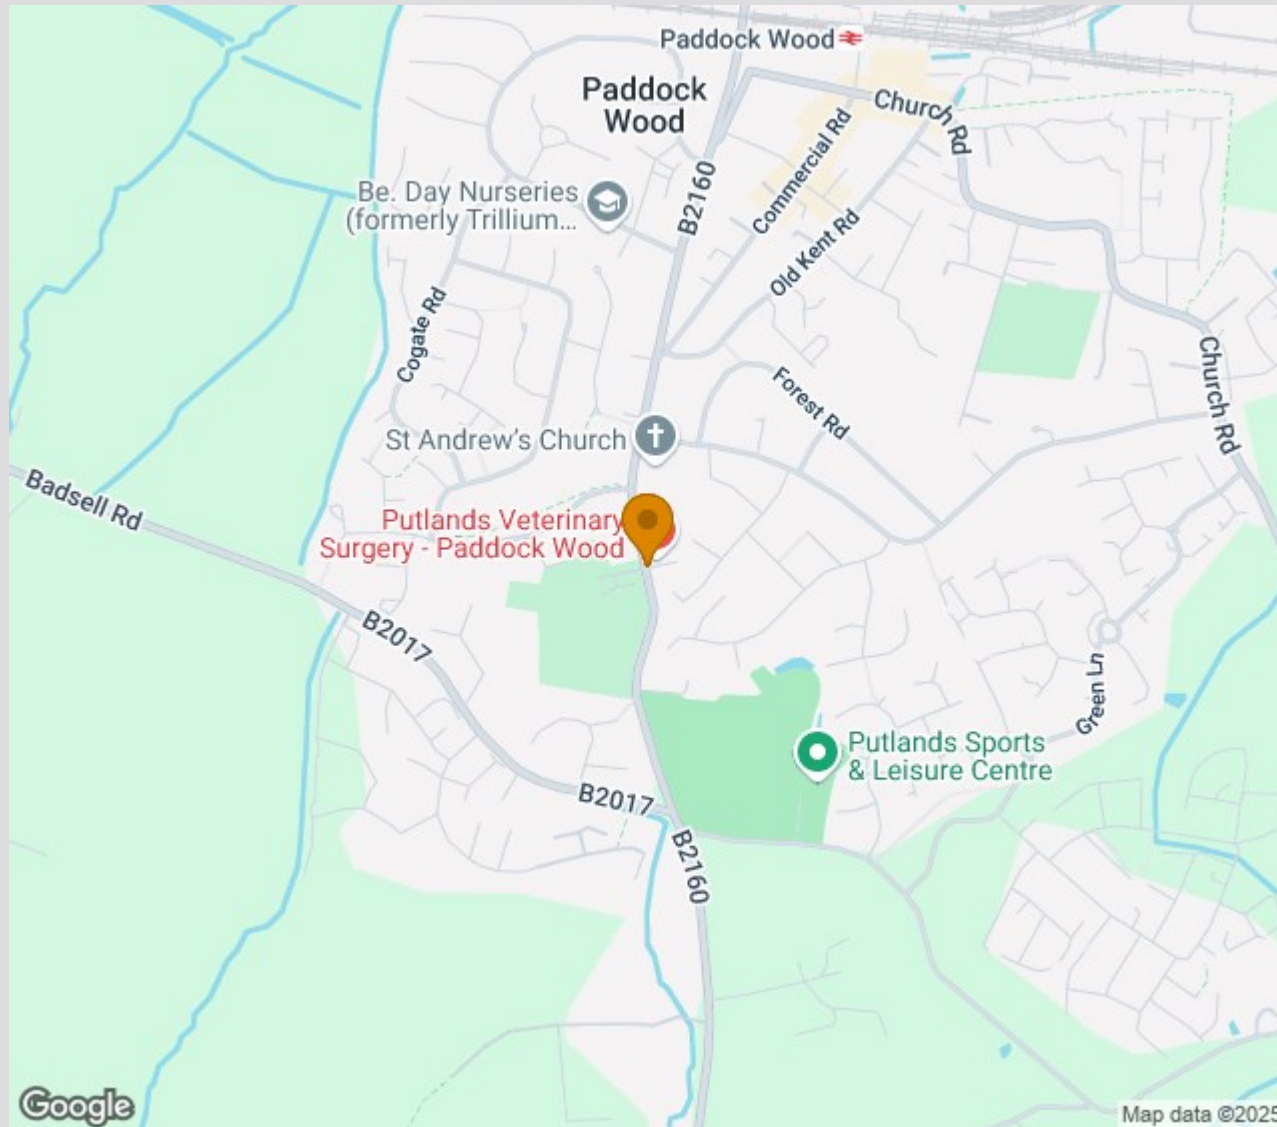 Paddock Wood
Paddock
Wood
Church Rd
Commercial Rd
B2160
Be. Day Nurseries
(formerly Trillium...
Old Kent Rd
Cogate Rd
Forest Rd
Church Rd
St Andrew's Church
Badsell Rd
Putlands Veterinary
Surgery - Paddock Wood
B2017
Green Ln
Putlands Sports
& Leisure Centre
B2017
B2160
Google
Map data ©2025